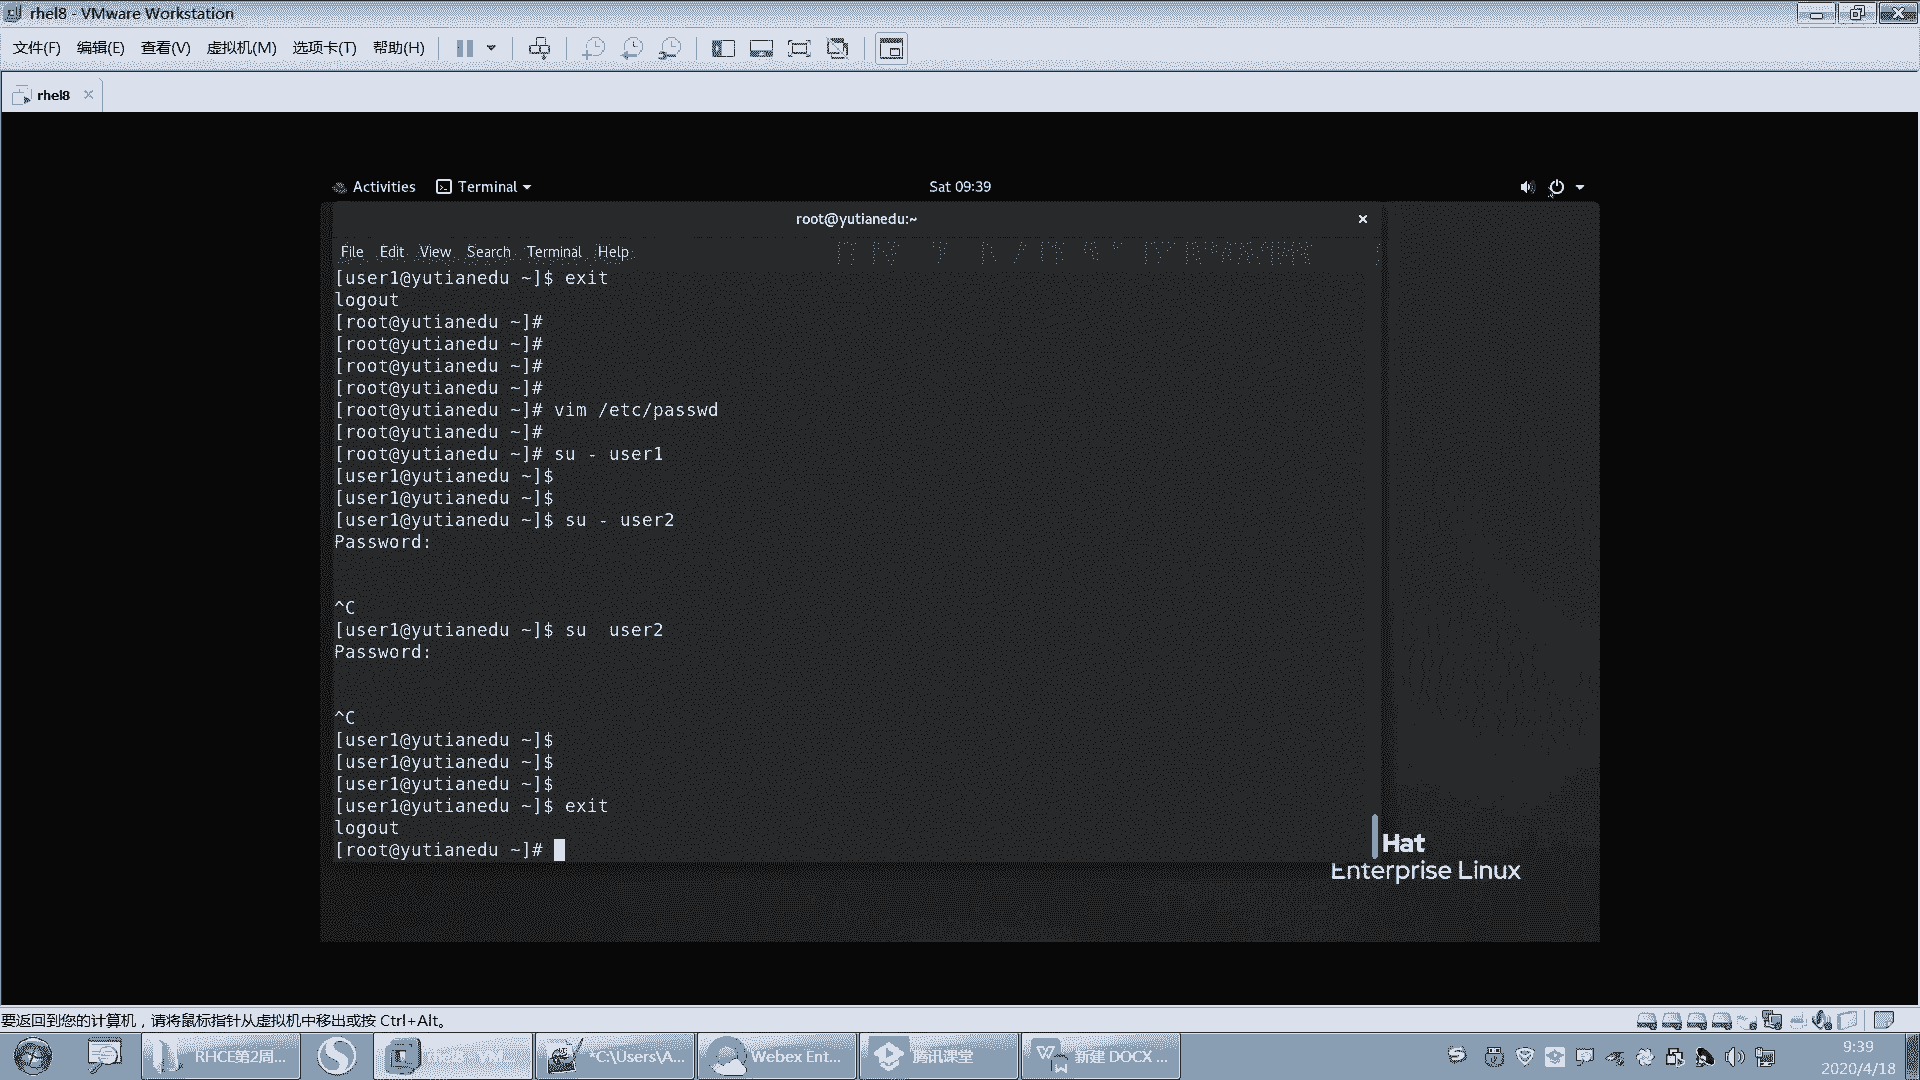 rhel8 - VMware Workstation
文件(F) 编辑(E) 查看(V) 虚拟机(M) 选项卡(T) 帮助(H)
rhel8
Activities Terminal Sat 09:39
root@yutianedu:~
File Edit View Search Terminal Help
[user1@yutianedu ~]$ exit
logout
[root@yutianedu ~]#
[root@yutianedu ~]#
[root@yutianedu ~]#
[root@yutianedu ~]#
[root@yutianedu ~]# vim /etc/passwd
[root@yutianedu ~]#
[root@yutianedu ~]# su - user1
[user1@yutianedu ~]$
[user1@yutianedu ~]$
[user1@yutianedu ~]$ su - user2
Password:
^C
[user1@yutianedu ~]$ su  user2
Password:
^C
[user1@yutianedu ~]$
[user1@yutianedu ~]$
[user1@yutianedu ~]$
[user1@yutianedu ~]$ exit
logout
[root@yutianedu ~]#
Hat
Enterprise Linux
要返回到您的计算机，请将鼠标指针从虚拟机中移出或按 Ctrl+Alt。
RHCE第2周... rhel8 - VM... *C:\Users\A... Webex Ent... 腾讯课堂 新建 DOCX ...
9:39
2020/4/18